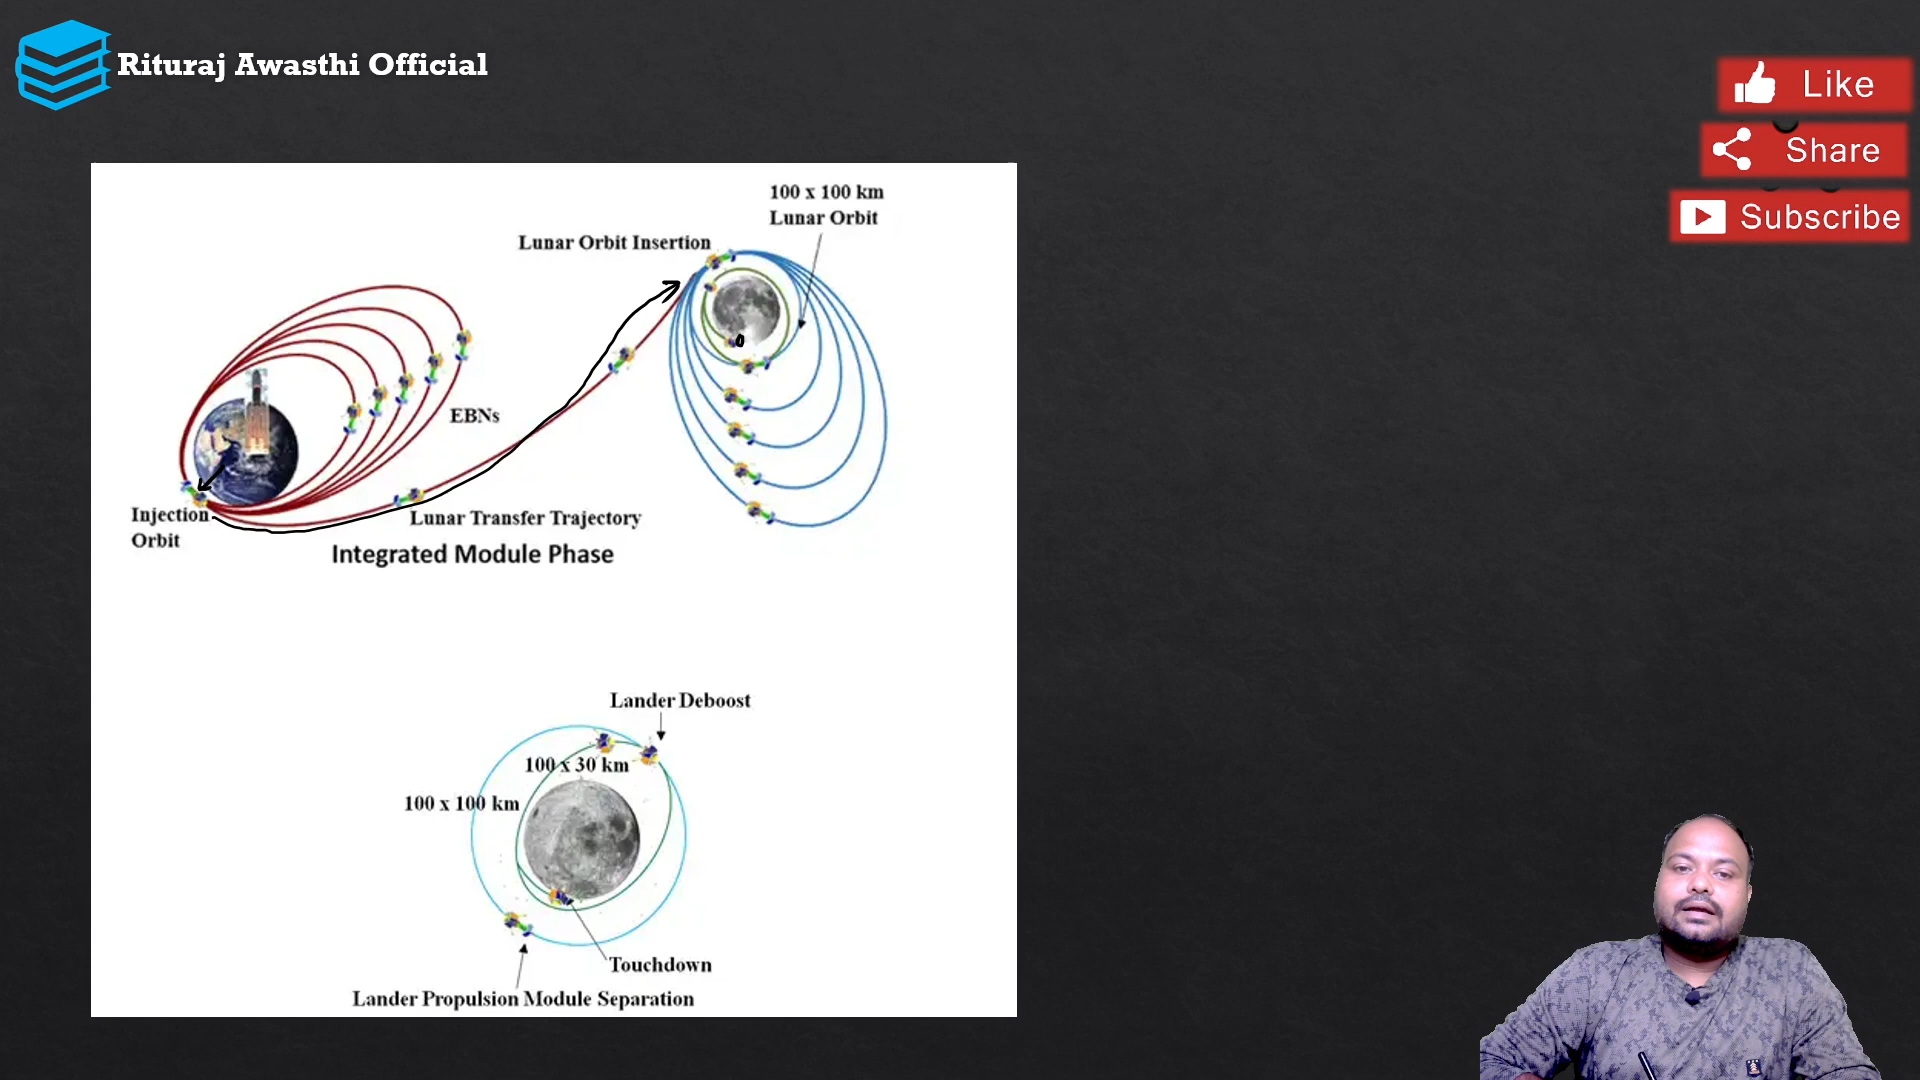 Rituraj Awasthi Official
Like
Share
Subscribe
100 x 100 km
Lunar Orbit
Lunar Orbit Insertion
EBNs
Injection
Orbit
Lunar Transfer Trajectory
Integrated Module Phase
Lander Deboost
100 x 30 km
100 x 100 km
Touchdown
Lander Propulsion Module Separation